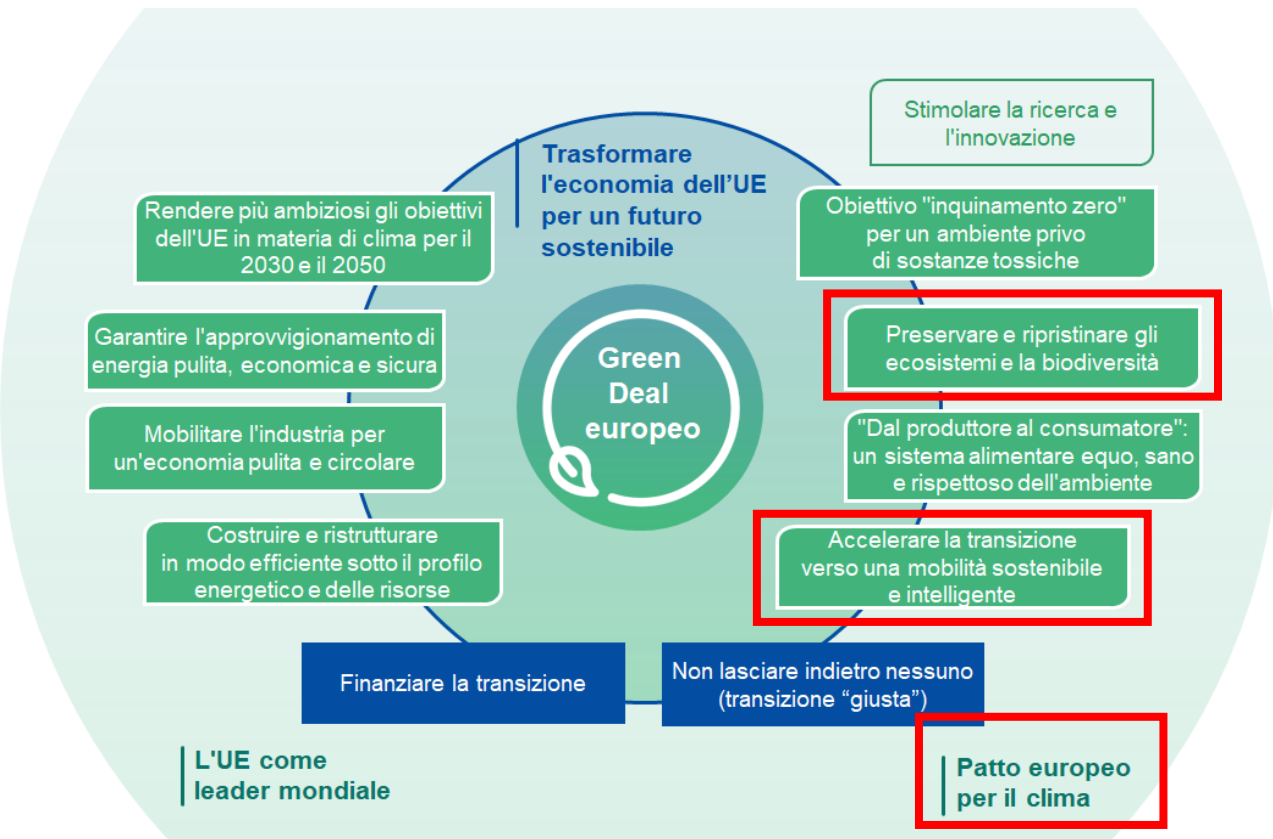 Stimolare la ricerca e
l'innovazione
Trasformare
l'economia dell’UE
per un futuro
sostenibile
Rendere più ambiziosi gli obiettivi
dell'UE in materia di clima per il
2030 e il 2050
Obiettivo "inquinamento zero"
per un ambiente privo
di sostanze tossiche
Garantire l'approvvigionamento di
energia pulita, economica e sicura
Preservare e ripristinare gli
ecosistemi e la biodiversità
Green
Deal
europeo
Mobilitare l'industria per
un'economia pulita e circolare
"Dal produttore al consumatore":
un sistema alimentare equo, sano
e rispettoso dell'ambiente
Costruire e ristrutturare
in modo efficiente sotto il profilo
energetico e delle risorse
Accelerare la transizione
verso una mobilità sostenibile
e intelligente
Finanziare la transizione
Non lasciare indietro nessuno
(transizione “giusta”)
L'UE come
leader mondiale
Patto europeo
per il clima